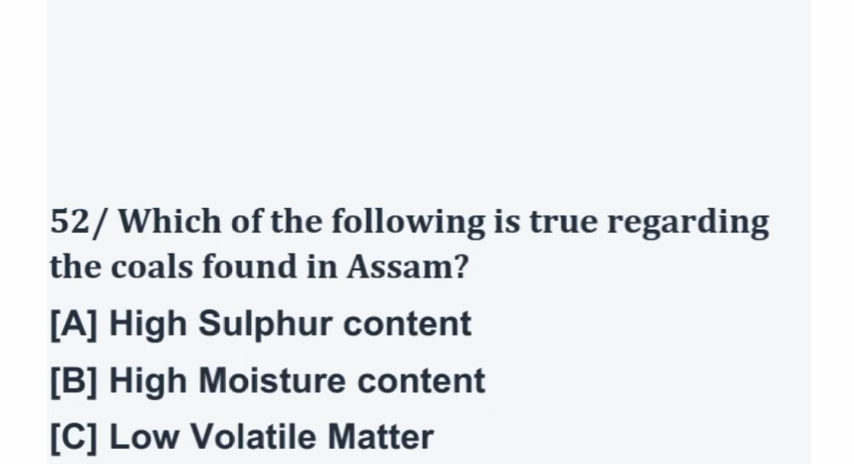 52/ Which of the following is true regarding
the coals found in Assam?
[A] High Sulphur content
[B] High Moisture content
[C] Low Volatile Matter